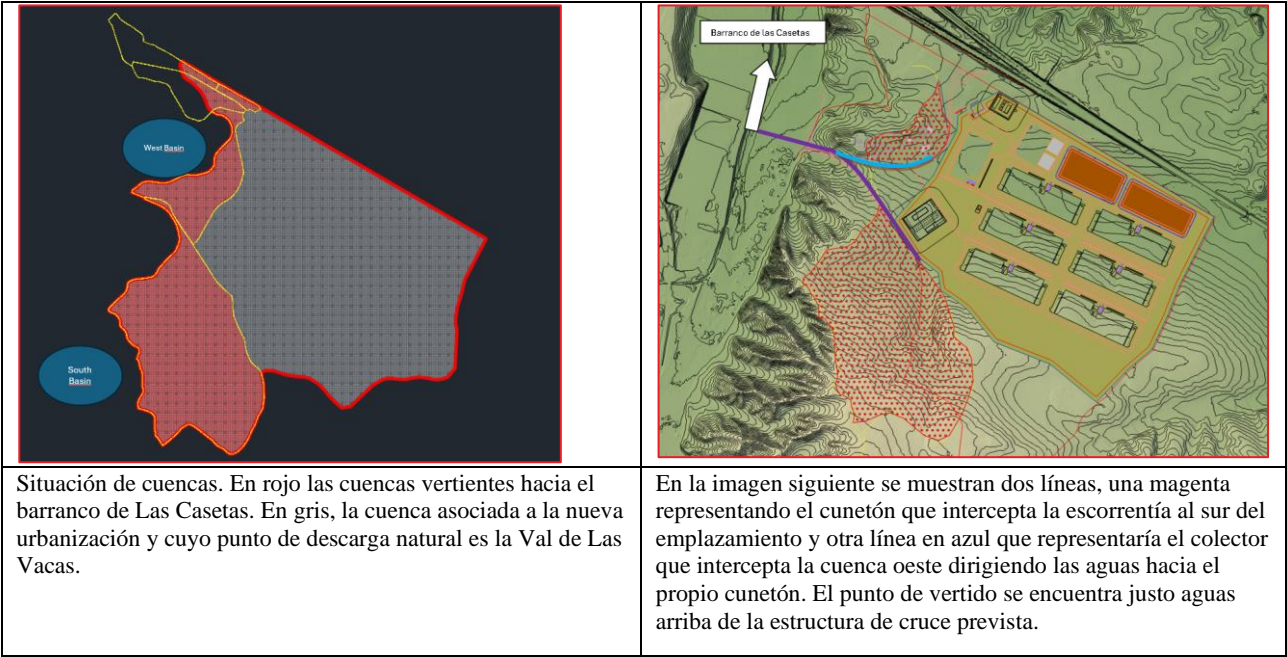 West Basin
South
Basin
Barranco de las Casetas
Situación de cuencas. En rojo las cuencas vertientes hacia el
barranco de Las Casetas. En gris, la cuenca asociada a la nueva
urbanización y cuyo punto de descarga natural es la Val de Las
Vacas.
En la imagen siguiente se muestran dos líneas, una magenta
representando el cunetón que intercepta la escorrentía al sur del
emplazamiento y otra línea en azul que representaría el colector
que intercepta la cuenca oeste dirigiendo las aguas hacia el
propio cunetón. El punto de vertido se encuentra justo aguas
arriba de la estructura de cruce prevista.